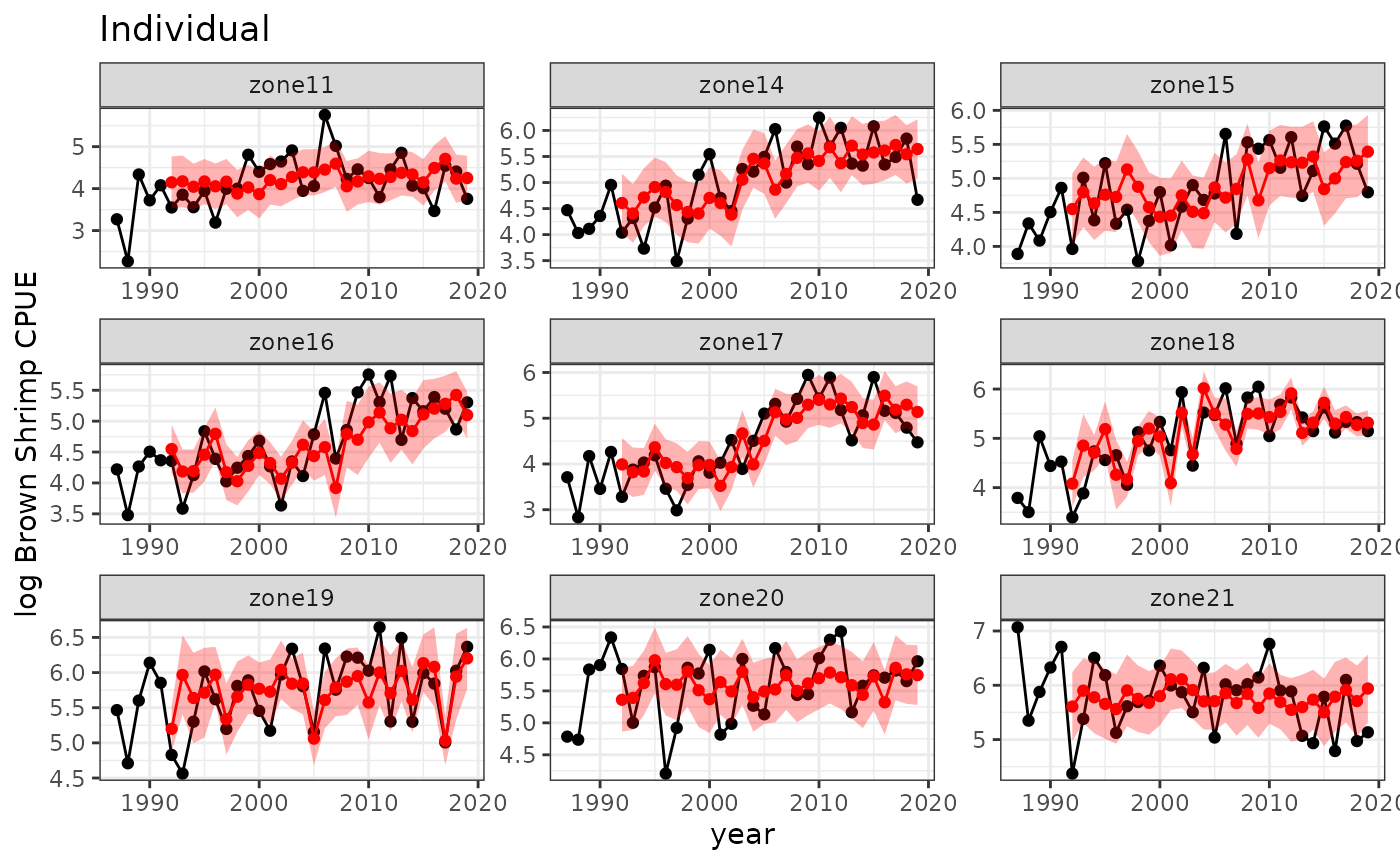 Individual
zone11 zone14 zone15
5 4 3
6.0 5.5 5.0 4.5 4.0 3.5
6.0 5.5 5.0 4.5 4.0
1990 2000 2010 2020 1990 2000 2010 2020 1990 2000 2010 2020
zone16 zone17 zone18
5.5 5.0 4.5 4.0 3.5
6 5 4 3
6 5 4
1990 2000 2010 2020 1990 2000 2010 2020 1990 2000 2010 2020
zone19 zone20 zone21
6.5 6.0 5.5 5.0 4.5
6.5 6.0 5.5 5.0 4.5
7 6 5
1990 2000 2010 2020 1990 2000 2010 2020 1990 2000 2010 2020
log Brown Shrimp CPUE
year